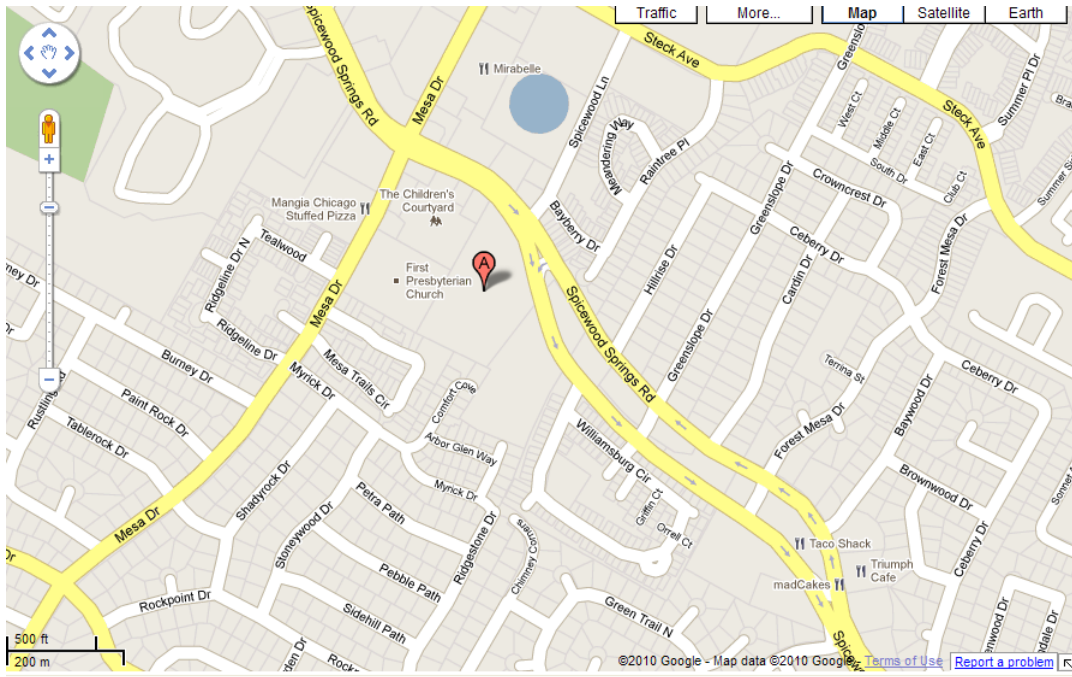 Traffic
More...
Map
Satellite
Earth
Spicewood Springs Rd
Mesa Dr
Mirabelle
Steck Ave
Greenslope
Summer Pl Dr
Spicewood Ln
Meandering Way
Raintree Pl
West Ct
Middle Ct
East Ct
South Dr
Club Ct
Steck Ave
Crowncrest Dr
Greenslope Dr
The Children's
Courtyard
Mangia Chicago
Stuffed Pizza
Bayberry Dr
Ceberry Dr
Forest Mesa Dr
Tealwood
Ridgeline Dr N
First
Presbyterian
Church
A
Mesa Dr
Hillrise Dr
Cardin Dr
Ridgeline Dr
Spicewood Springs Rd
Greenslope Dr
Burney Dr
Myrick Dr
Mesa Trails Cir
Comfort Cove
Terrina St
Ceberry Dr
Paint Rock Dr
Tablerock Dr
Arbor Glen Way
Williamsburg Cir
Forest Mesa Dr
Baywood Dr
Shadyrock Dr
Petra Path
Myrick Dr
Griffin Ct
Orrell Ct
Brownwood Dr
Mesa Dr
Stoneywood Dr
Ridgestone Dr
Chimney Corners
Taco Shack
Triumph
Cafe
madCakes
Ceberry Dr
Pebble Path
Rockpoint Dr
Sidehill Path
Green Trail N
500 ft
200 m
©2010 Google - Map data ©2010 Google
Terms of Use
Report a problem